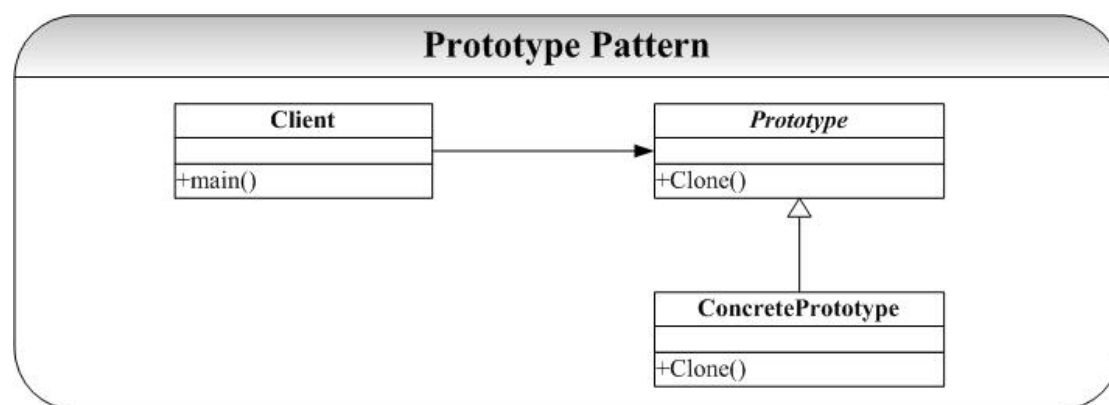 Prototype Pattern
Client
Prototype
+main()
+Clone()
ConcretePrototype
+Clone()